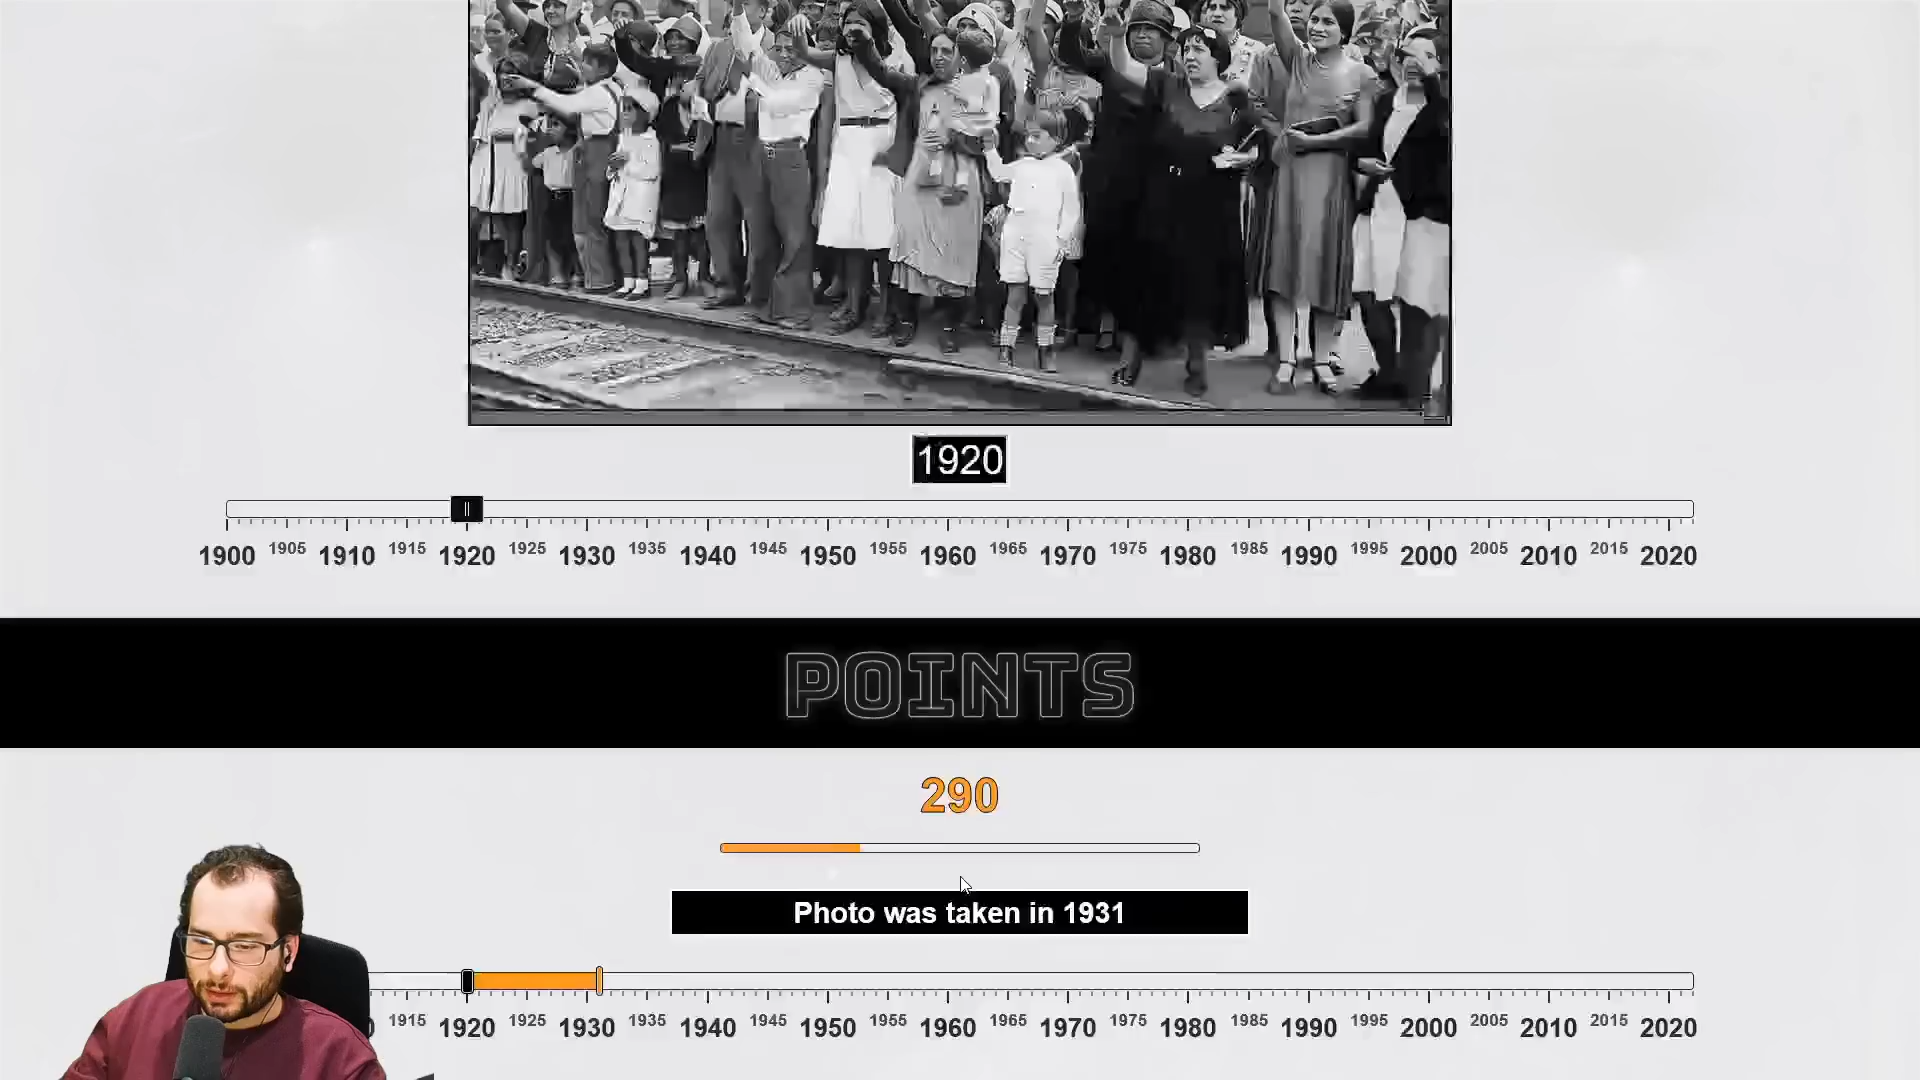 1920
1900 1905 1910 1915 1920 1925 1930 1935 1940 1945 1950 1955 1960 1965 1970 1975 1980 1985 1990 1995 2000 2005 2010 2015 2020
POINTS
290
Photo was taken in 1931
1915 1920 1925 1930 1935 1940 1945 1950 1955 1960 1965 1970 1975 1980 1985 1990 1995 2000 2005 2010 2015 2020